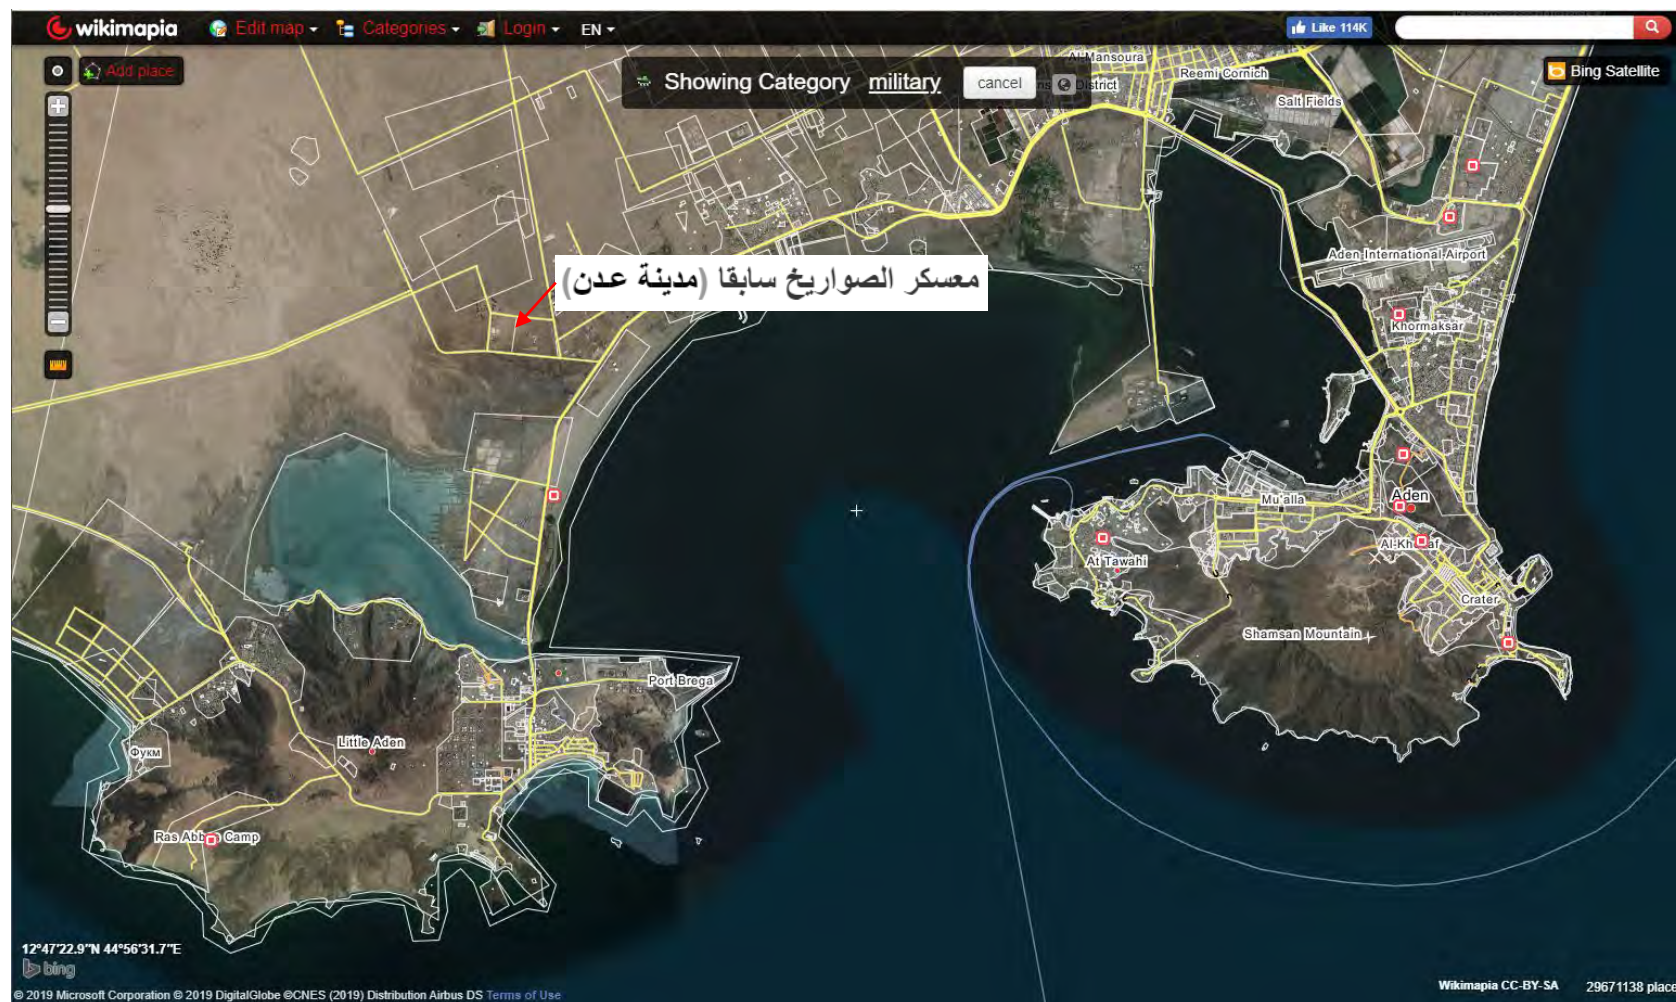 wikimapia Edit map Categories Login EN Like 114K
Add place
Showing Category military cancel
Bing Satellite
Al-Mansoura
District
Reemi Cornich
Salt Fields
Aden International Airport
معسكر الصواريخ سابقا (مدينة عدن)
Khormaksar
Mu'alla
Aden
At Tawahi
Crater
Shamsan Mountain
Port Brega
Little Aden
Фукм
Camp
12°47'22.9"N 44°56'31.7"E
bing
© 2019 Microsoft Corporation © 2019 DigitalGlobe ©CNES (2019) Distribution Airbus DS Terms of Use
Wikimapia CC-BY-SA 29671138 place